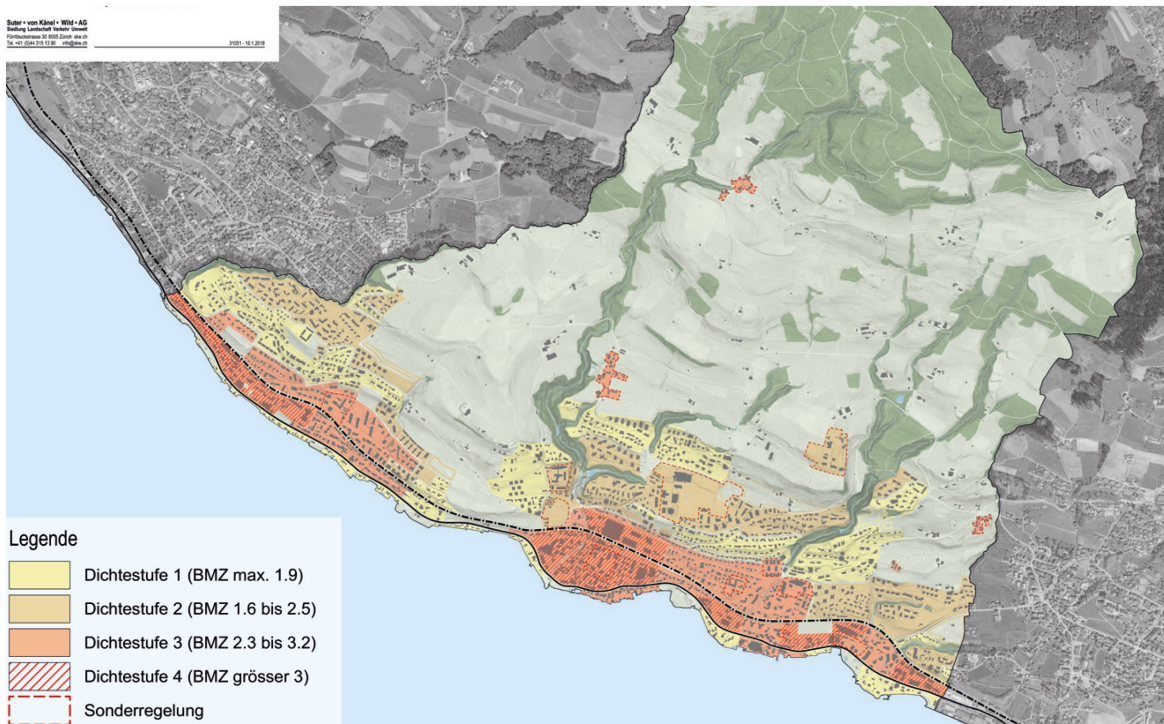 Suter • von Känel • Wild • AG
Siedlung Landschaft Verkehr Umwelt
Förrlibuckstrasse 30 8005 Zürich skw.ch
Tel. +41 (0)44 315 13 90 info@skw.ch
31051 - 10.1.2018
Legende
Dichtestufe 1 (BMZ max. 1.9)
Dichtestufe 2 (BMZ 1.6 bis 2.5)
Dichtestufe 3 (BMZ 2.3 bis 3.2)
Dichtestufe 4 (BMZ grösser 3)
Sonderregelung